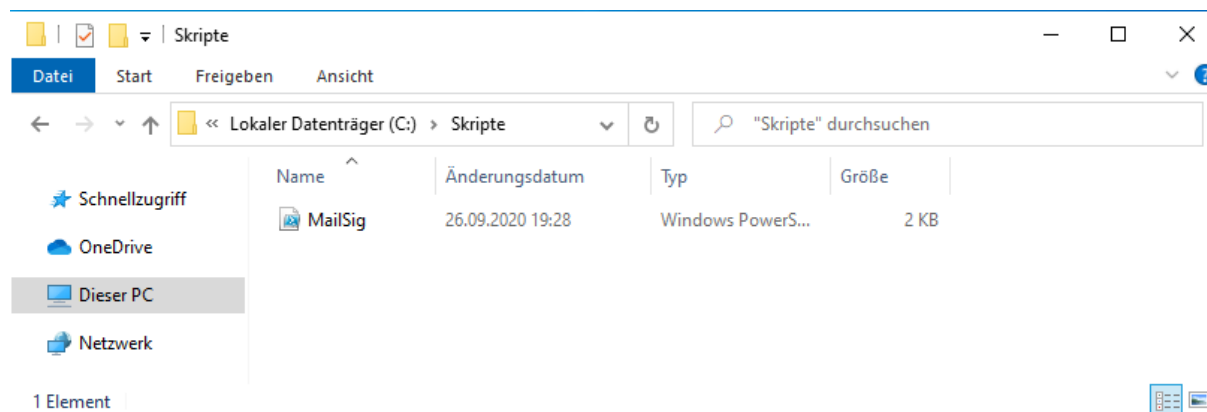 Skripte
Datei Start Freigeben Ansicht ?
« Lokaler Datenträger (C:) › Skripte "Skripte" durchsuchen
Name Änderungsdatum Typ Größe
Schnellzugriff
MailSig 26.09.2020 19:28 Windows PowerS... 2 KB
OneDrive
Dieser PC
Netzwerk
1 Element